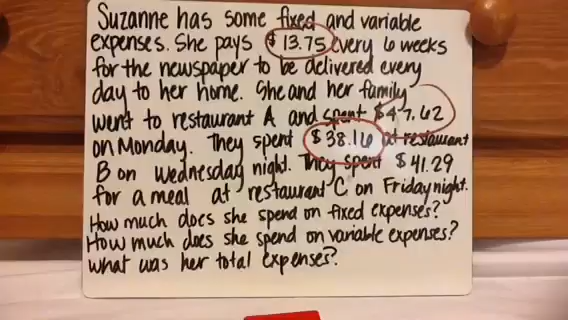 Suzanne has some fixed and variable
expenses. She pays $13.75 every 6 weeks
for the newspaper to be delivered every
day to her home. She and her family
went to restaurant A and spent $47.62
on Monday. They spent $38.16 at restaurant
B on Wednesday night. They spent $41.29
for a meal at restaurant C on Friday night.
How much does she spend on fixed expenses?
How much does she spend on variable expenses?
What was her total expenses?